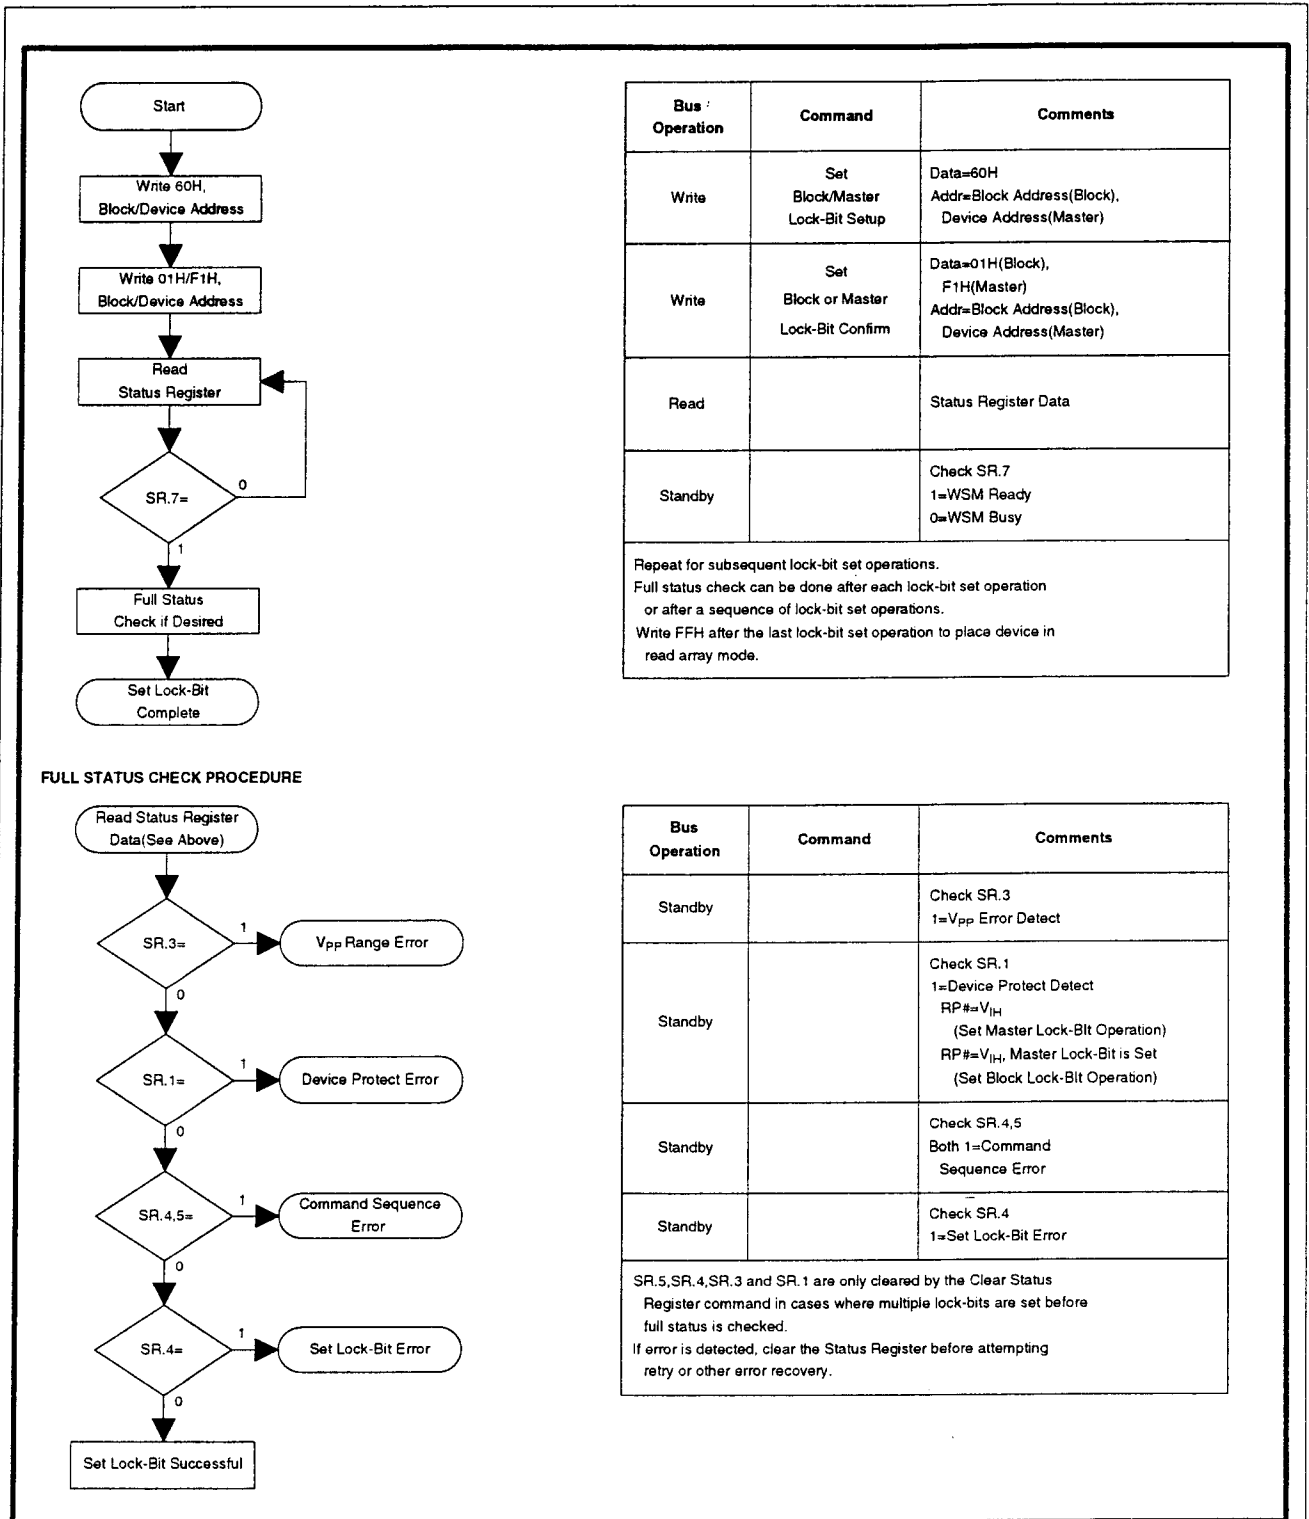 Start
Write 60H,
Block/Device Address
Write 01H/F1H,
Block/Device Address
Read
Status Register
SR.7=
0
1
Full Status
Check if Desired
Set Lock-Bit
Complete
Bus
Operation
Command
Comments
Write
Set
Block/Master
Lock-Bit Setup
Data=60H
Addr=Block Address(Block),
Device Address(Master)
Write
Set
Block or Master
Lock-Bit Confirm
Data=01H(Block),
F1H(Master)
Addr=Block Address(Block),
Device Address(Master)
Read
Status Register Data
Standby
Check SR.7
1=WSM Ready
0=WSM Busy
Repeat for subsequent lock-bit set operations.
Full status check can be done after each lock-bit set operation
or after a sequence of lock-bit set operations.
Write FFH after the last lock-bit set operation to place device in
read array mode.
FULL STATUS CHECK PROCEDURE
Read Status Register
Data(See Above)
SR.3=
1
VPP Range Error
0
SR.1=
1
Device Protect Error
0
SR.4,5=
1
Command Sequence
Error
0
SR.4=
1
Set Lock-Bit Error
0
Set Lock-Bit Successful
Bus
Operation
Command
Comments
Standby
Check SR.3
1=VPP Error Detect
Standby
Check SR.1
1=Device Protect Detect
RP#=VIH
(Set Master Lock-Bit Operation)
RP#=VIH, Master Lock-Bit is Set
(Set Block Lock-Bit Operation)
Standby
Check SR.4,5
Both 1=Command
Sequence Error
Standby
Check SR.4
1=Set Lock-Bit Error
SR.5,SR.4,SR.3 and SR.1 are only cleared by the Clear Status
Register command in cases where multiple lock-bits are set before
full status is checked.
If error is detected, clear the Status Register before attempting
retry or other error recovery.